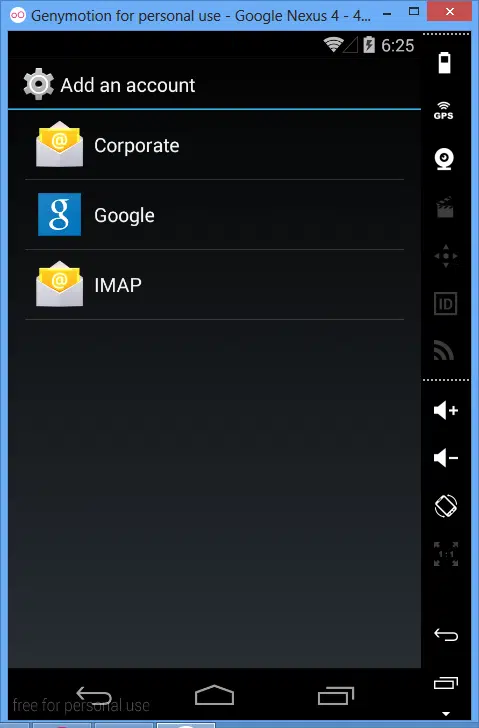 Genymotion for personal use - Google Nexus 4 - 4...
6:25
GPS
Add an account
@
Corporate
g
Google
@
IMAP
ID
1:1
free for personal use